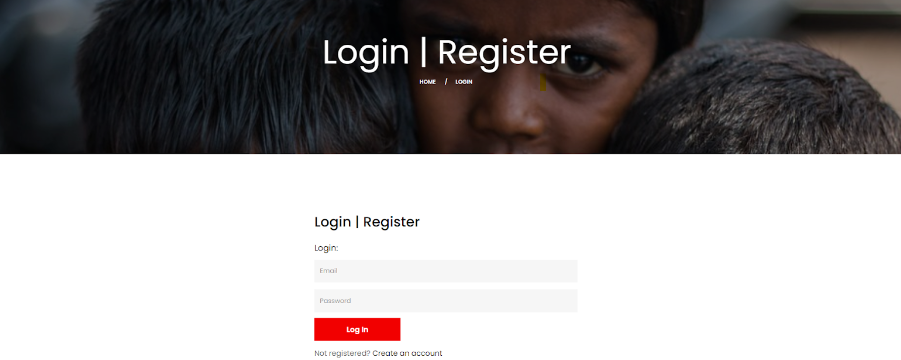 Login | Register
HOME / LOGIN
Login | Register
Login:
Email
Password
Log In
Not registered? Create an account